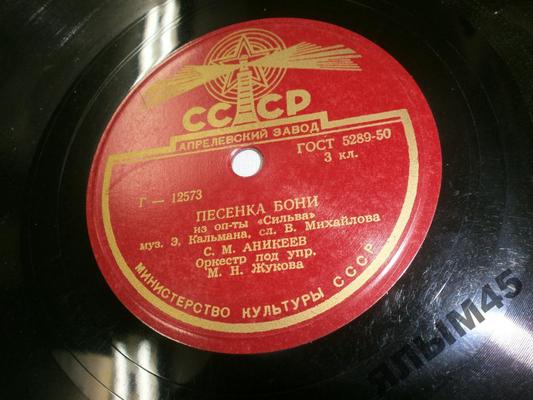 СССР
АПРЕЛЕВСКИЙ ЗАВОД
ГОСТ 5289-50
3 кл.
Г — 12573
ПЕСЕНКА БОНИ
из оп-ты «Сильва»
муз. Э. Кальмана, сл. В. Михайлова
С. М. АНИКЕЕВ
Оркестр под упр.
М. Н. Жукова
МИНИСТЕРСТВО КУЛЬТУРЫ СССР
ЯЛЫМ45